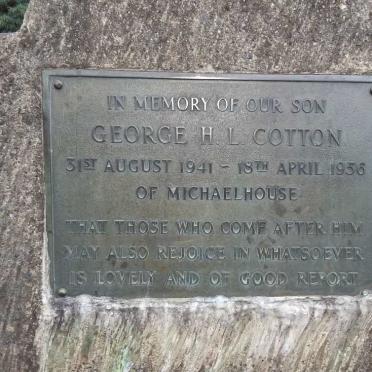 IN MEMORY OF OUR SON
GEORGE H. L. COTTON
31ST AUGUST 1941 ~ 18TH APRIL 1956
OF MICHAELHOUSE
THAT THOSE WHO COME AFTER HIM
MAY ALSO REJOICE IN WHATSOEVER
IS LOVELY AND OF GOOD REPORT